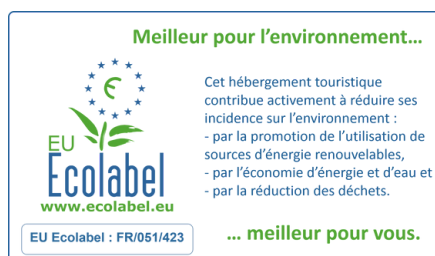 Meilleur pour l'environnement...
Cet hébergement touristique
contribue activement à réduire ses
incidence sur l'environnement :
- par la promotion de l'utilisation de
sources d'énergie renouvelables,
- par l'économie d'énergie et d'eau et
- par la réduction des déchets.
EU
Ecolabel
www.ecolabel.eu
EU Ecolabel : FR/051/423
... meilleur pour vous.